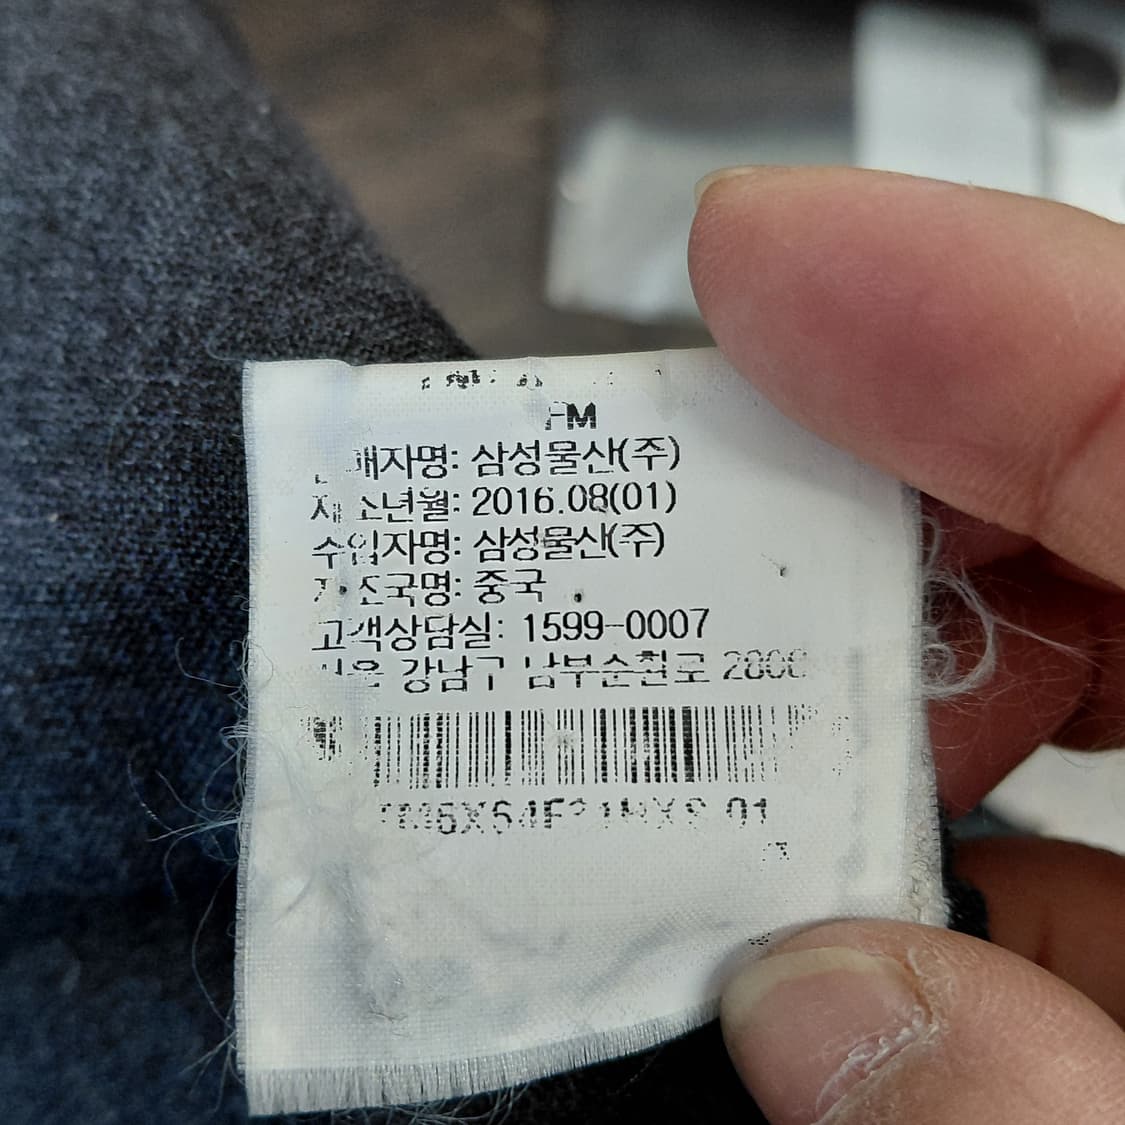 판매자명: 삼성물산(주)
제조년월: 2016.08(01)
수입자명: 삼성물산(주)
제조국명: 중국
고객상담실: 1599-0007
서울 강남구 남부순환로